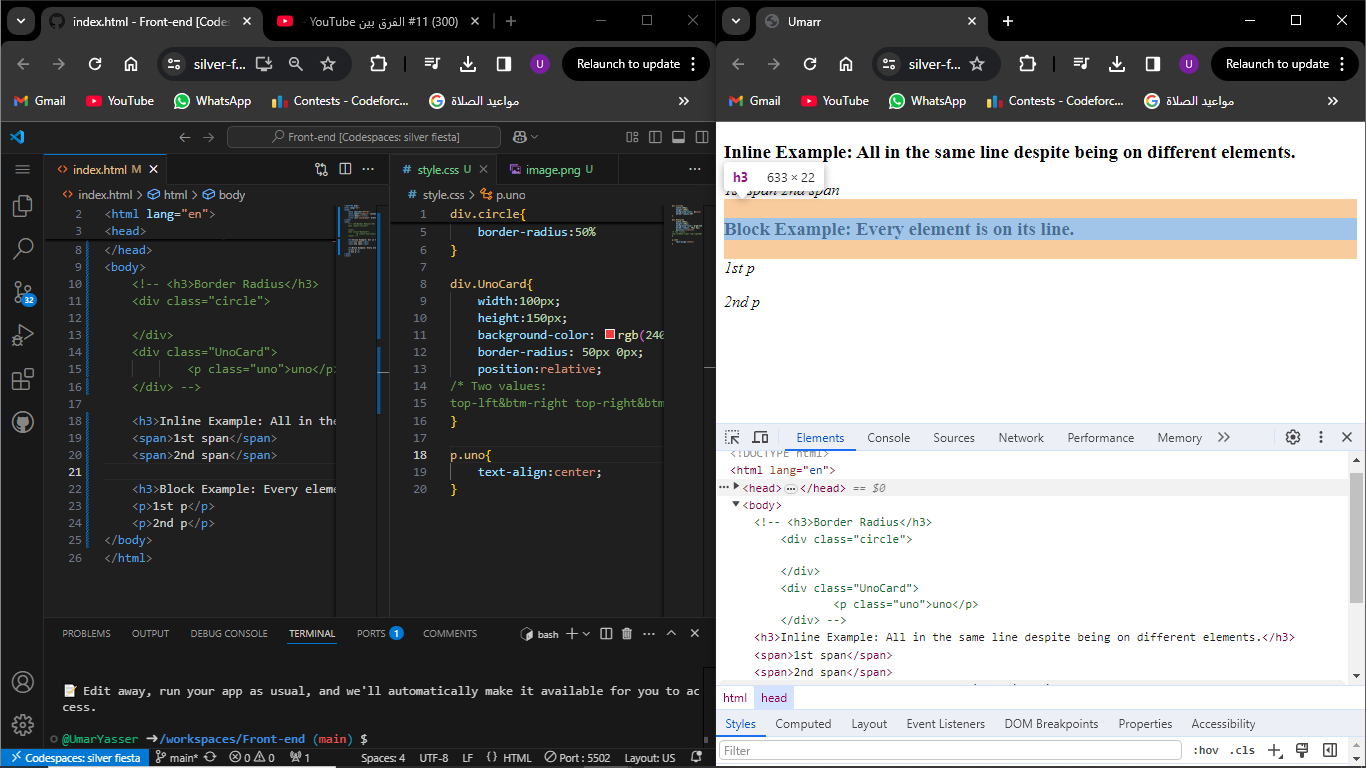 index.html - Front-end [Codes
YouTube - الفرق بين #11 (300)
silver-f...
U
Relaunch to update
Gmail
YouTube
WhatsApp
Contests - Codeforc...
مواعيد الصلاة
Front-end [Codespaces: silver fiesta]
index.html M
index.html > html > body
2 <html lang="en">
3 <head>
8 </head>
9 <body>
10 <!-- <h3>Border Radius</h3>
11 <div class="circle">
12
13 </div>
14 <div class="UnoCard">
15 <p class="uno">uno</p>
16 </div> -->
17
18 <h3>Inline Example: All in the
19 <span>1st span</span>
20 <span>2nd span</span>
21
22 <h3>Block Example: Every eleme
23 <p>1st p</p>
24 <p>2nd p</p>
25 </body>
26 </html>
32
style.css U
image.png U
# style.css > p.uno
1 div.circle{
5 border-radius:50%
6 }
7
8 div.UnoCard{
9 width:100px;
10 height:150px;
11 background-color: rgb(240
12 border-radius: 50px 0px;
13 position:relative;
14 /* Two values:
15 top-lft&btm-right top-right&btm
16 }
17
18 p.uno{
19 text-align:center;
20 }
PROBLEMS OUTPUT DEBUG CONSOLE TERMINAL PORTS 1 COMMENTS
bash
Edit away, run your app as usual, and we'll automatically make it available for you to ac
cess.
@UmarYasser ➜/workspaces/Front-end (main) $
Codespaces: silver fiesta main* 0 0 1 Spaces: 4 UTF-8 LF {} HTML Port : 5502 Layout: US
Umarr
silver-f...
U
Relaunch to update
Gmail
YouTube
WhatsApp
Contests - Codeforc...
مواعيد الصلاة
Inline Example: All in the same line despite being on different elements.
h3 633 × 22
span 2nd span
Block Example: Every element is on its line.
1st p
2nd p
Elements Console Sources Network Performance Memory
<!DOCTYPE html>
<html lang="en">
<head> ... </head> == $0
<body>
<!-- <h3>Border Radius</h3>
<div class="circle">
</div>
<div class="UnoCard">
<p class="uno">uno</p>
</div> -->
<h3>Inline Example: All in the same line despite being on different elements.</h3>
<span>1st span</span>
<span>2nd span</span>
html head
Styles Computed Layout Event Listeners DOM Breakpoints Properties Accessibility
Filter
:hov .cls